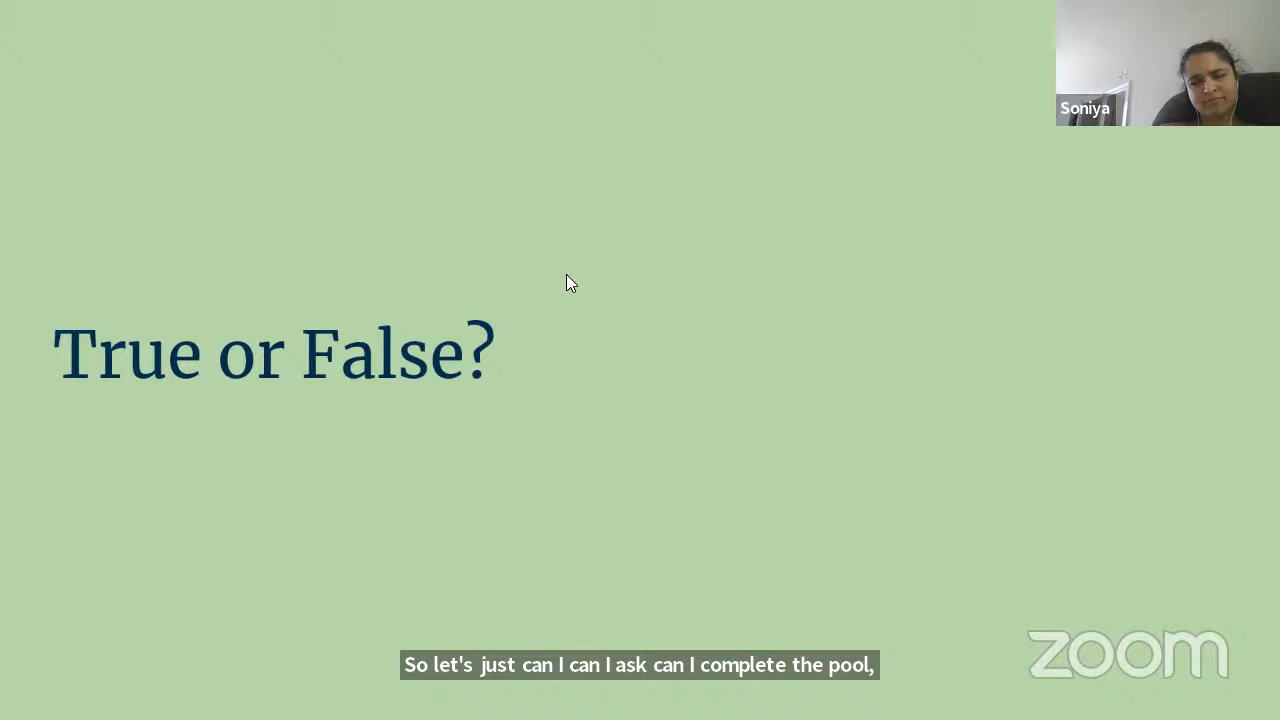 Soniya
True or False?
So let's just can I can I ask can I complete the pool,
zoom